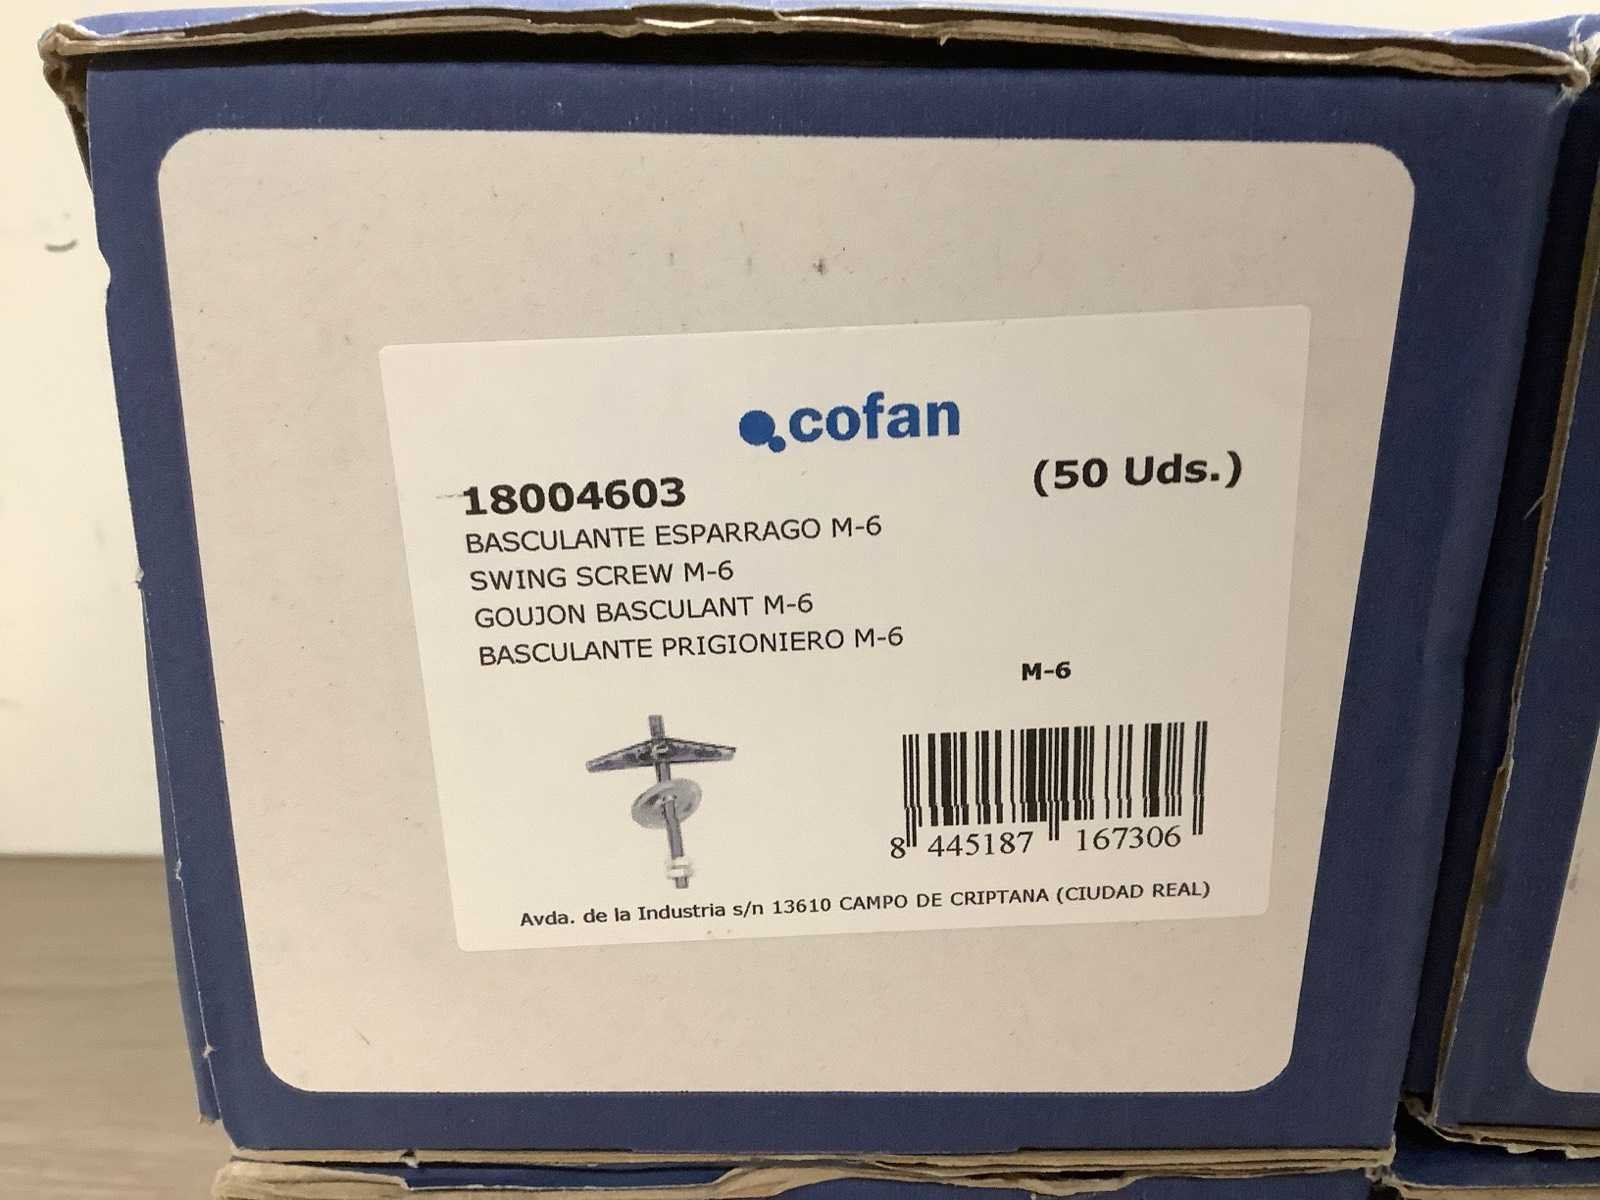 cofan
18004603 (50 Uds.)
BASCULANTE ESPARRAGO M-6
SWING SCREW M-6
GOUJON BASCULANT M-6
BASCULANTE PRIGIONIERO M-6
M-6
8 445187 167306
Avda. de la Industria s/n 13610 CAMPO DE CRIPTANA (CIUDAD REAL)